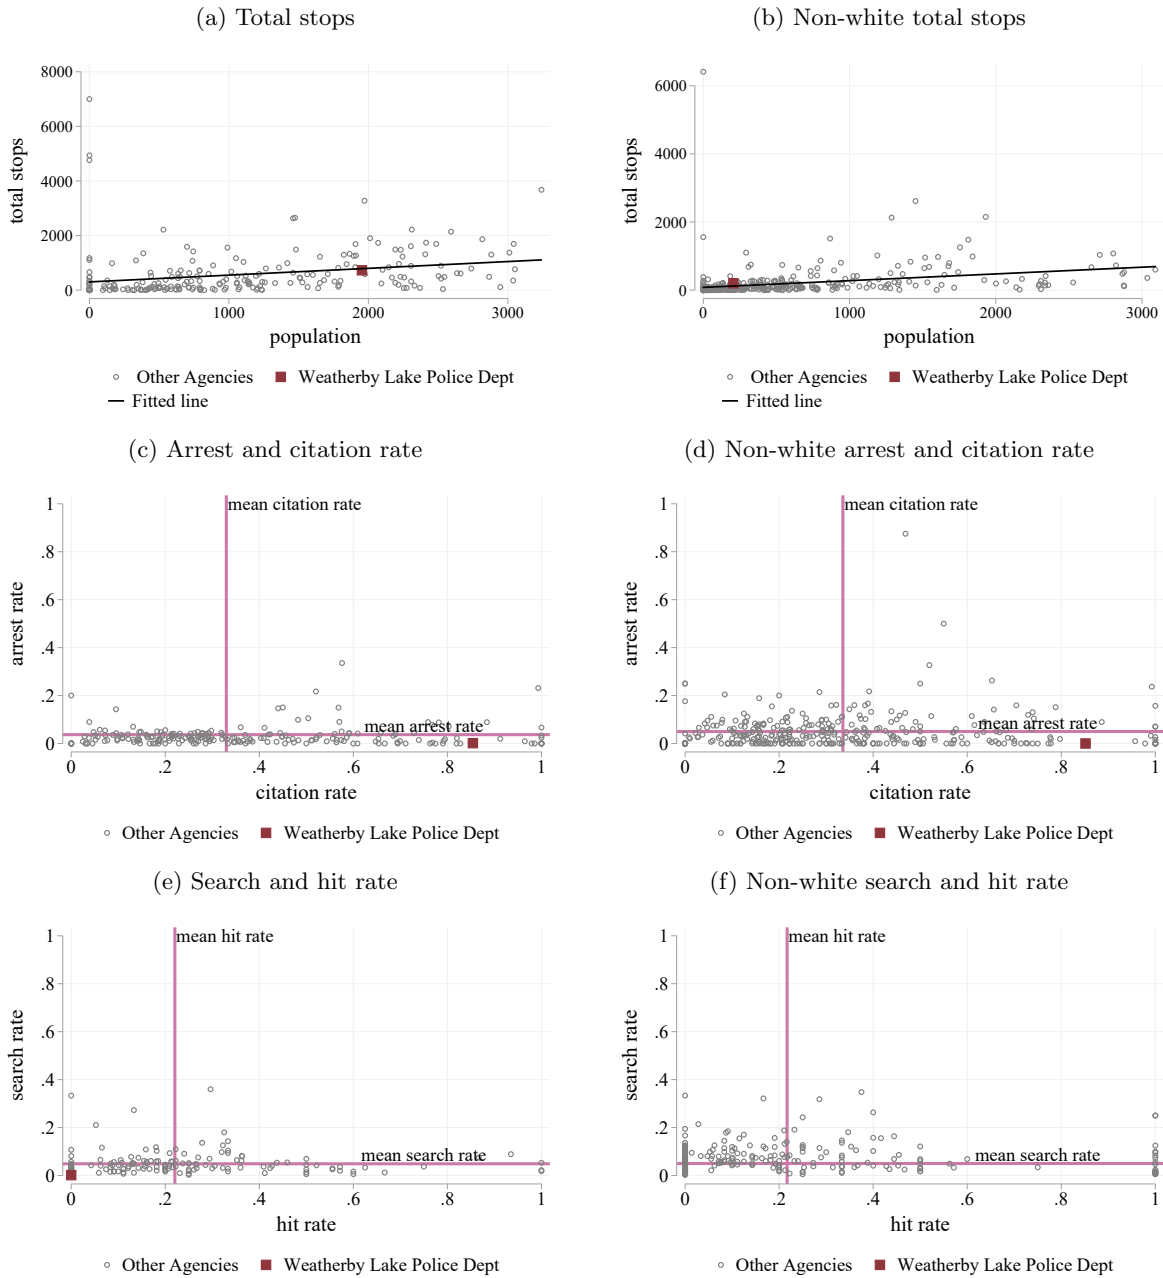 (a) Total stops
(b) Non-white total stops
total stops
8000
6000
4000
2000
0
0 1000 2000 3000
population
Other Agencies Weatherby Lake Police Dept
Fitted line
total stops
6000
4000
2000
0
0 1000 2000 3000
population
Other Agencies Weatherby Lake Police Dept
Fitted line
(c) Arrest and citation rate
(d) Non-white arrest and citation rate
arrest rate
1
.8
.6
.4
.2
0
mean citation rate
mean arrest rate
0 .2 .4 .6 .8 1
citation rate
Other Agencies Weatherby Lake Police Dept
arrest rate
1
.8
.6
.4
.2
0
mean citation rate
mean arrest rate
0 .2 .4 .6 .8 1
citation rate
Other Agencies Weatherby Lake Police Dept
(e) Search and hit rate
(f) Non-white search and hit rate
search rate
1
.8
.6
.4
.2
0
mean hit rate
mean search rate
0 .2 .4 .6 .8 1
hit rate
Other Agencies Weatherby Lake Police Dept
search rate
1
.8
.6
.4
.2
0
mean hit rate
mean search rate
0 .2 .4 .6 .8 1
hit rate
Other Agencies Weatherby Lake Police Dept